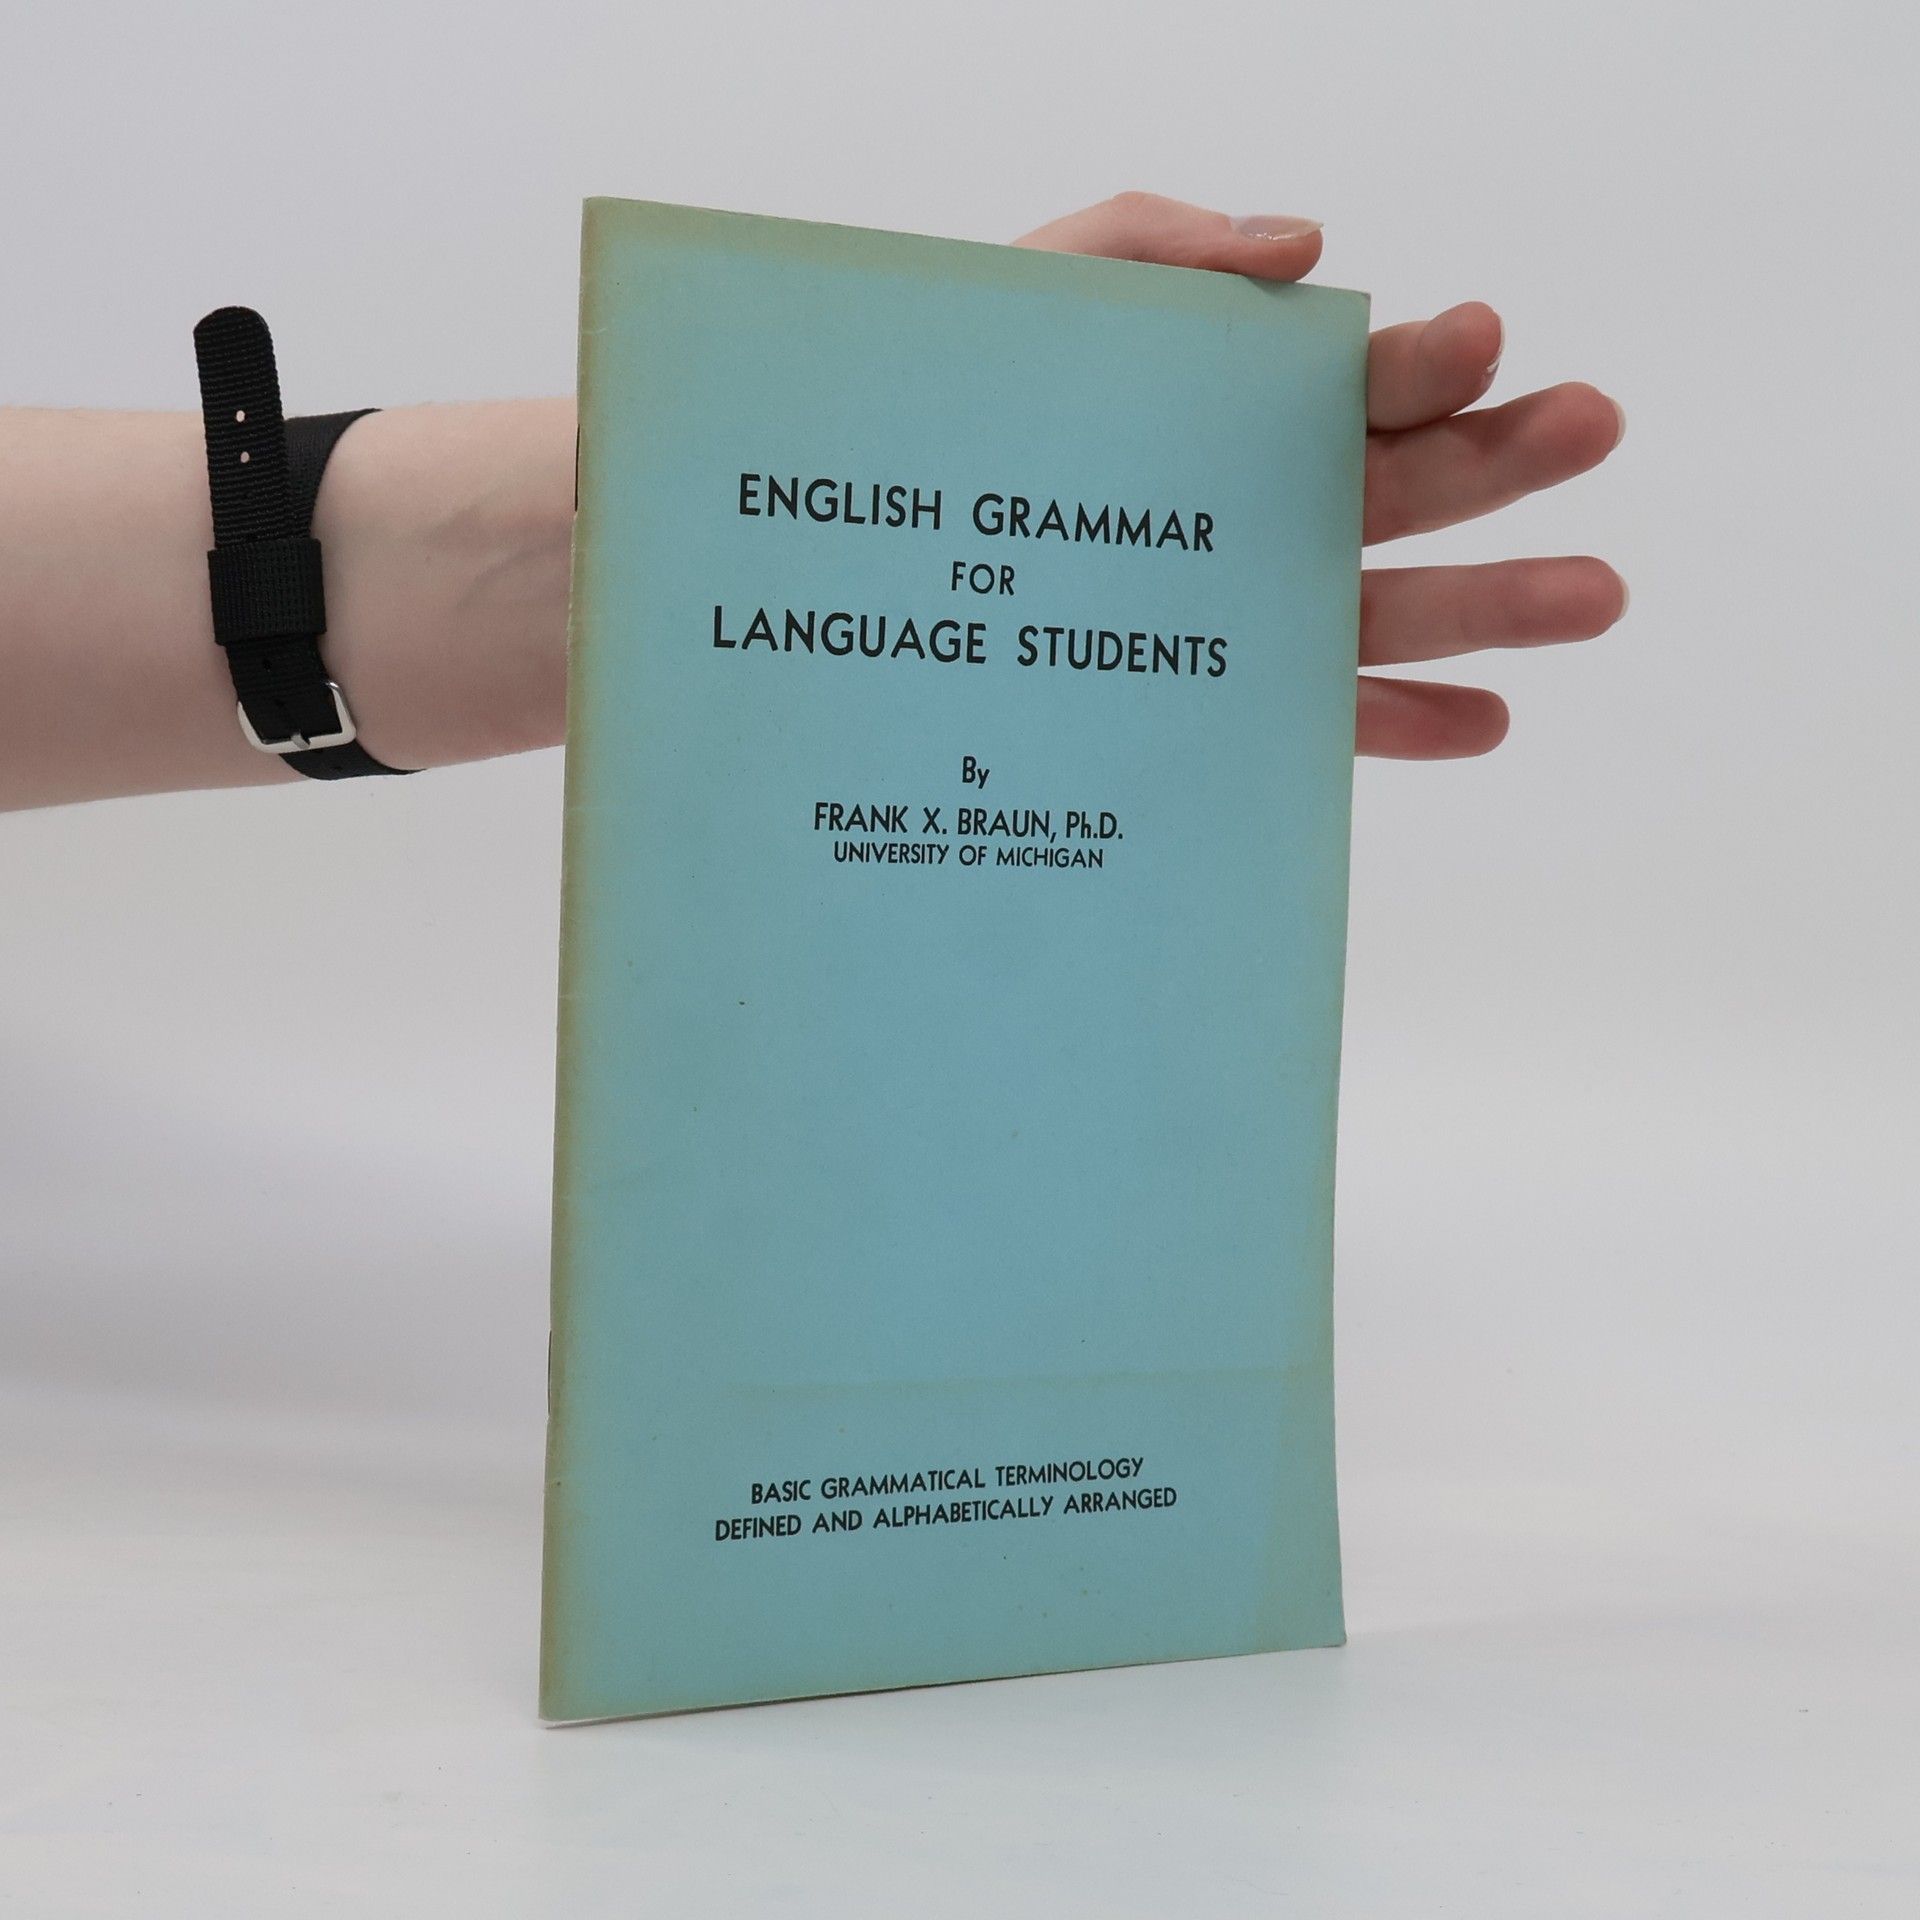 ENGLISH GRAMMAR
FOR
LANGUAGE STUDENTS
By
FRANK X. BRAUN, Ph.D.
UNIVERSITY OF MICHIGAN
BASIC GRAMMATICAL TERMINOLOGY
DEFINED AND ALPHABETICALLY ARRANGED